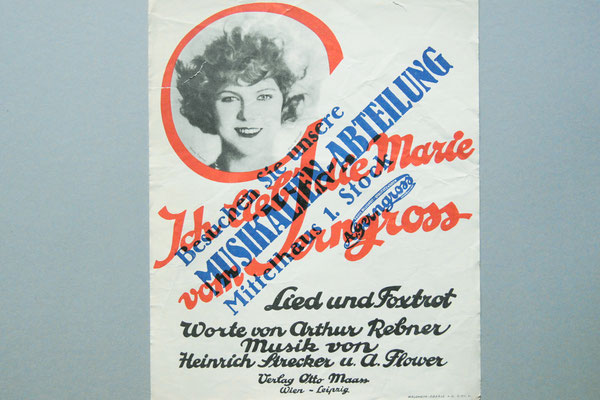 Besuchen Sie unsere
MUSIKALIEN-ABTEILUNG
Mittelhaus 1. Stock
A. Gerngross
Ich liebe die Marie
vom Gerngross
Lied und Foxtrot
Worte von Arthur Rebner
Musik von
Heinrich Strecker u. A. Flower
Verlag Otto Maass
Wien - Leipzig